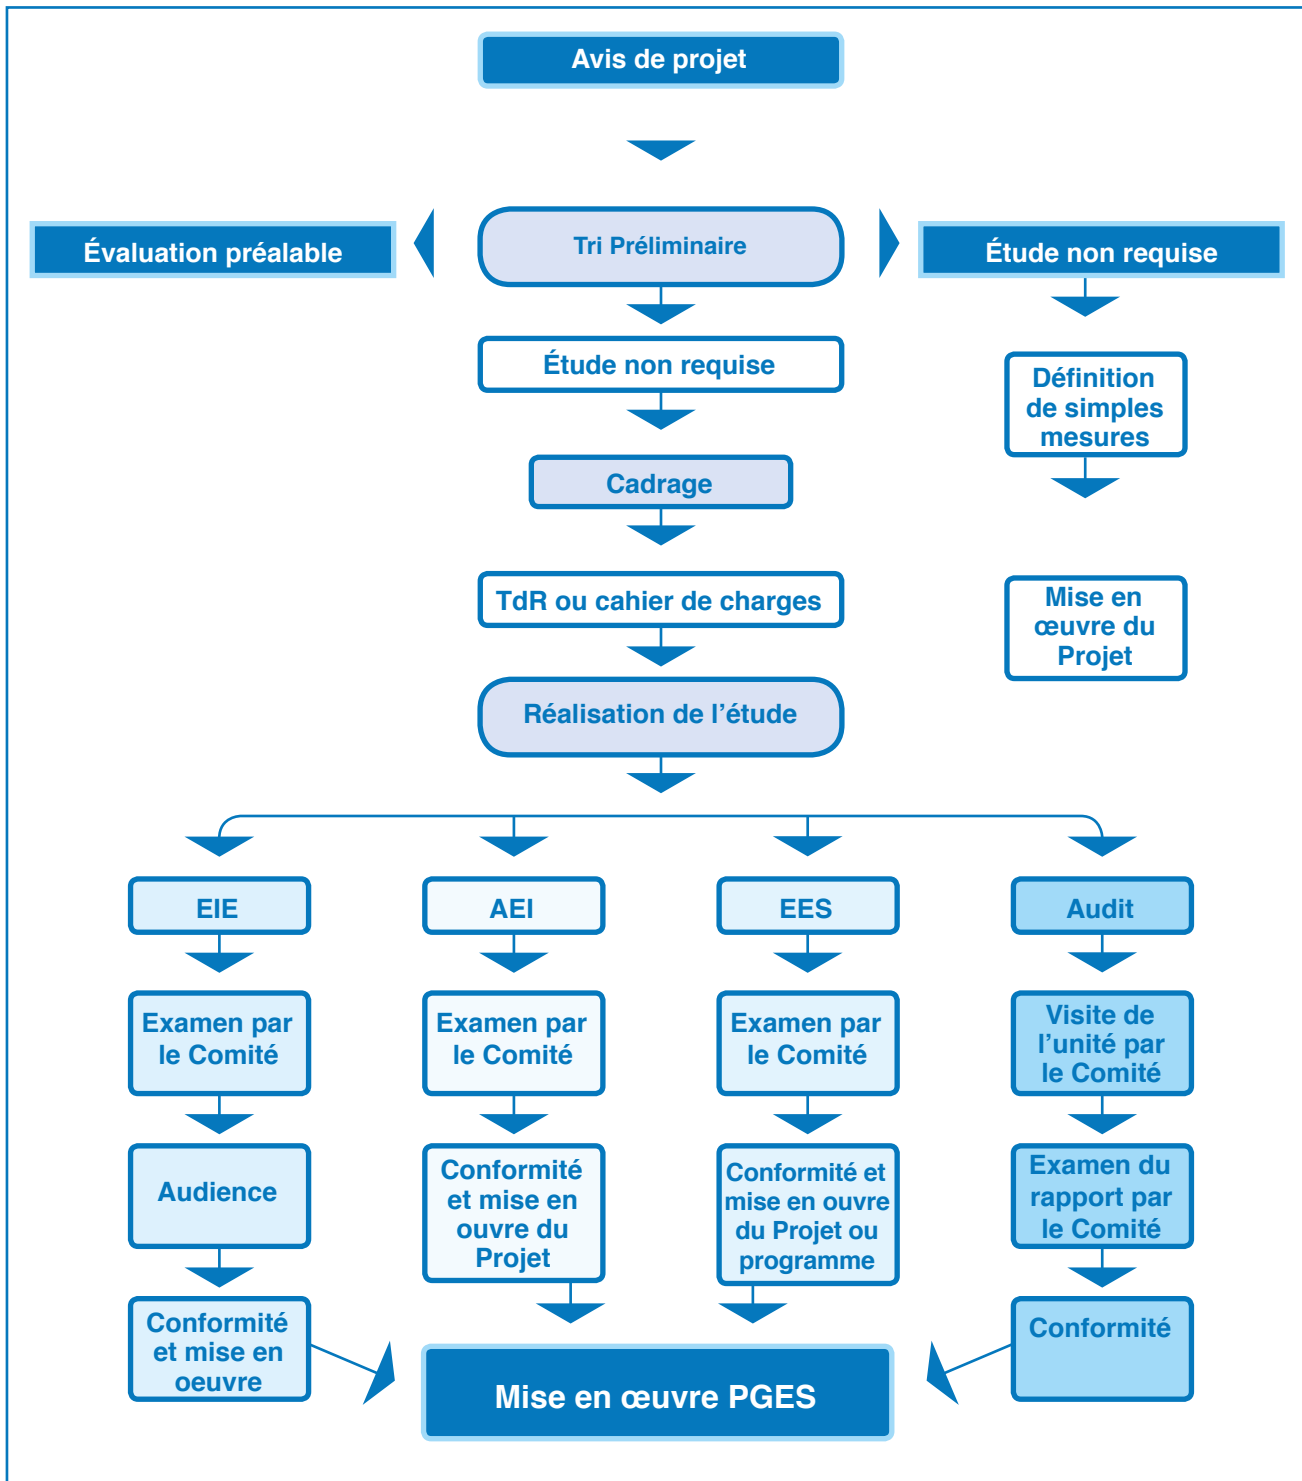 Avis de projet
Évaluation préalable
Tri Préliminaire
Étude non requise
Étude non requise
Définition
de simples
mesures
Cadrage
TdR ou cahier de charges
Mise en
œuvre du
Projet
Réalisation de l’étude
EIE
AEI
EES
Audit
Examen par
le Comité
Examen par
le Comité
Examen par
le Comité
Visite de
l’unité par
le Comité
Audience
Conformité
et mise en
ouvre du
Projet
Conformité et
mise en ouvre
du Projet ou
programme
Examen du
rapport par
le Comité
Conformité
et mise en
oeuvre
Conformité
Mise en œuvre PGES